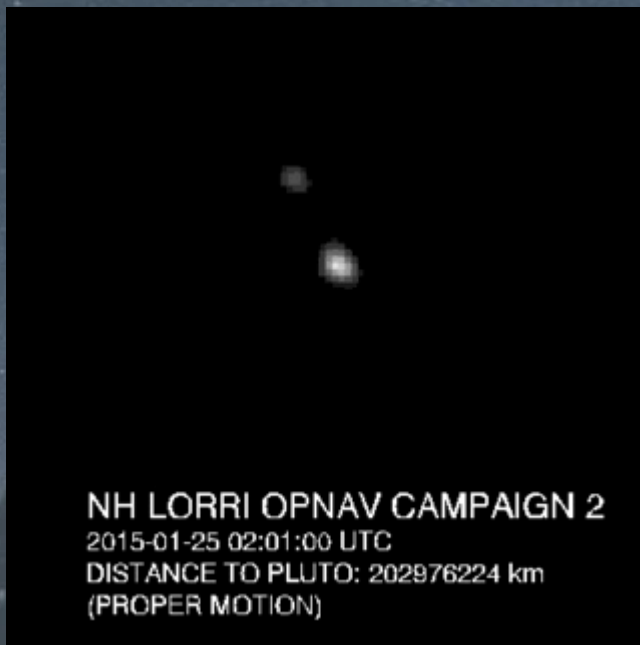 NH LORRI OPNAV CAMPAIGN 2
2015-01-25 02:01:00 UTC
DISTANCE TO PLUTO: 202976224 km
(PROPER MOTION)